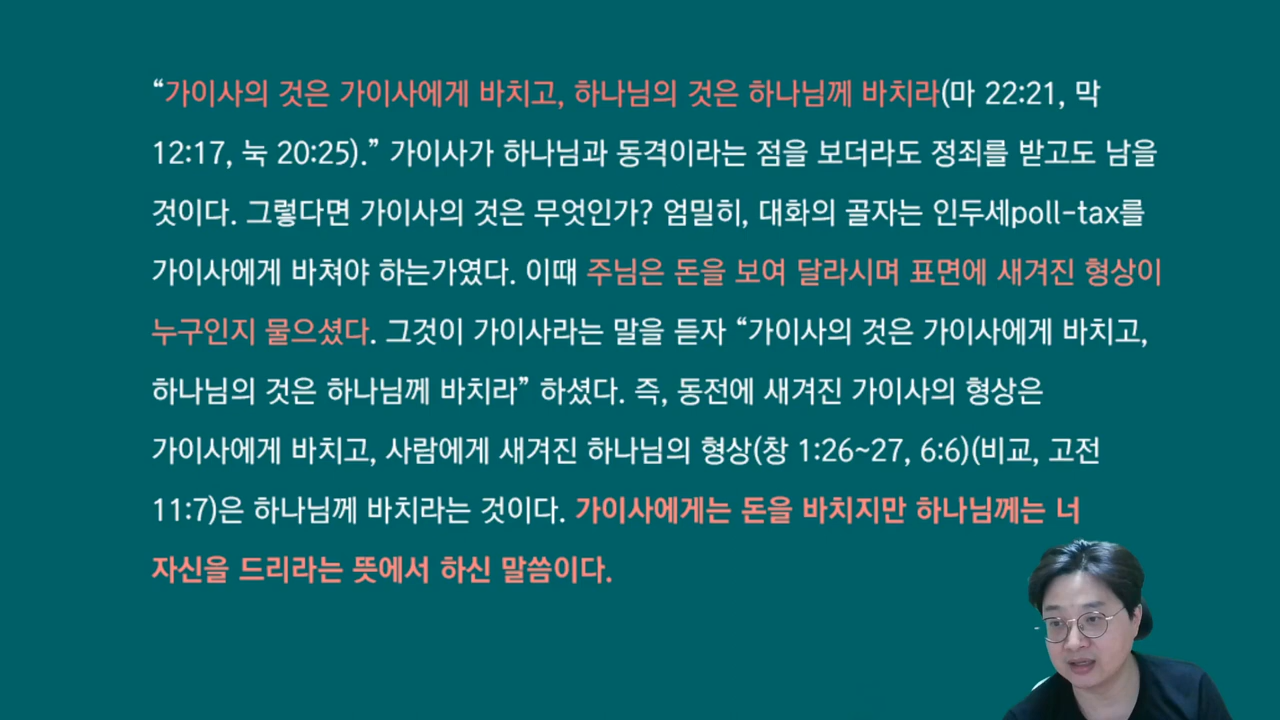 “가이사의 것은 가이사에게 바치고, 하나님의 것은 하나님께 바치라(마 22:21, 막
12:17, 눅 20:25).” 가이사가 하나님과 동격이라는 점을 보더라도 정죄를 받고도 남을
것이다. 그렇다면 가이사의 것은 무엇인가? 엄밀히, 대화의 골자는 인두세poll-tax를
가이사에게 바쳐야 하는가였다. 이때 주님은 돈을 보여 달라시며 표면에 새겨진 형상이
누구인지 물으셨다. 그것이 가이사라는 말을 듣자 “가이사의 것은 가이사에게 바치고,
하나님의 것은 하나님께 바치라” 하셨다. 즉, 동전에 새겨진 가이사의 형상은
가이사에게 바치고, 사람에게 새겨진 하나님의 형상(창 1:26~27, 6:6)(비교, 고전
11:7)은 하나님께 바치라는 것이다. 가이사에게는 돈을 바치지만 하나님께는 너
자신을 드리라는 뜻에서 하신 말씀이다.